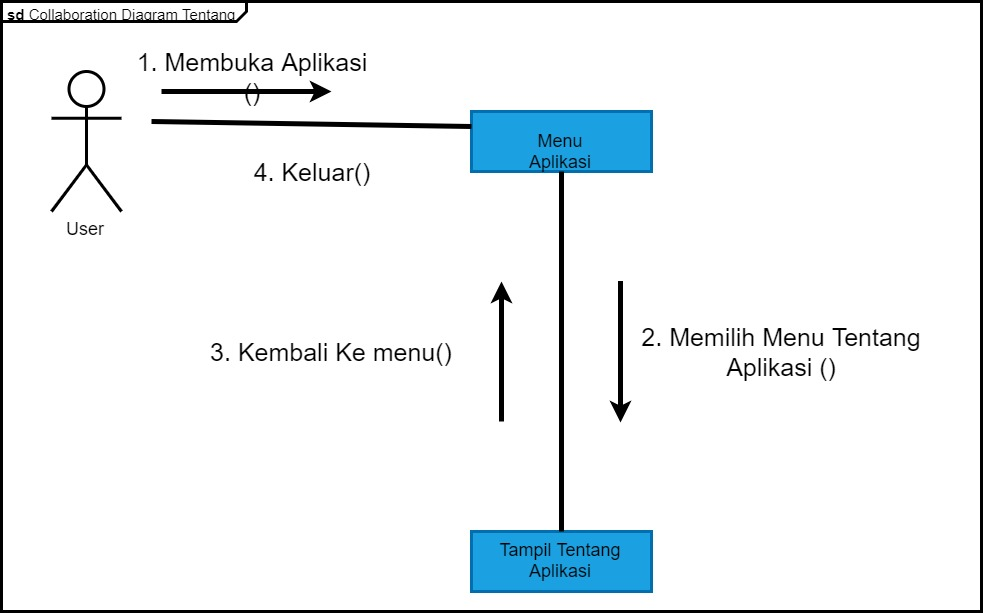 sd Collaboration Diagram Tentang
1. Membuka Aplikasi
()
Menu
Aplikasi
4. Keluar()
User
3. Kembali Ke menu()
2. Memilih Menu Tentang
Aplikasi ()
Tampil Tentang
Aplikasi